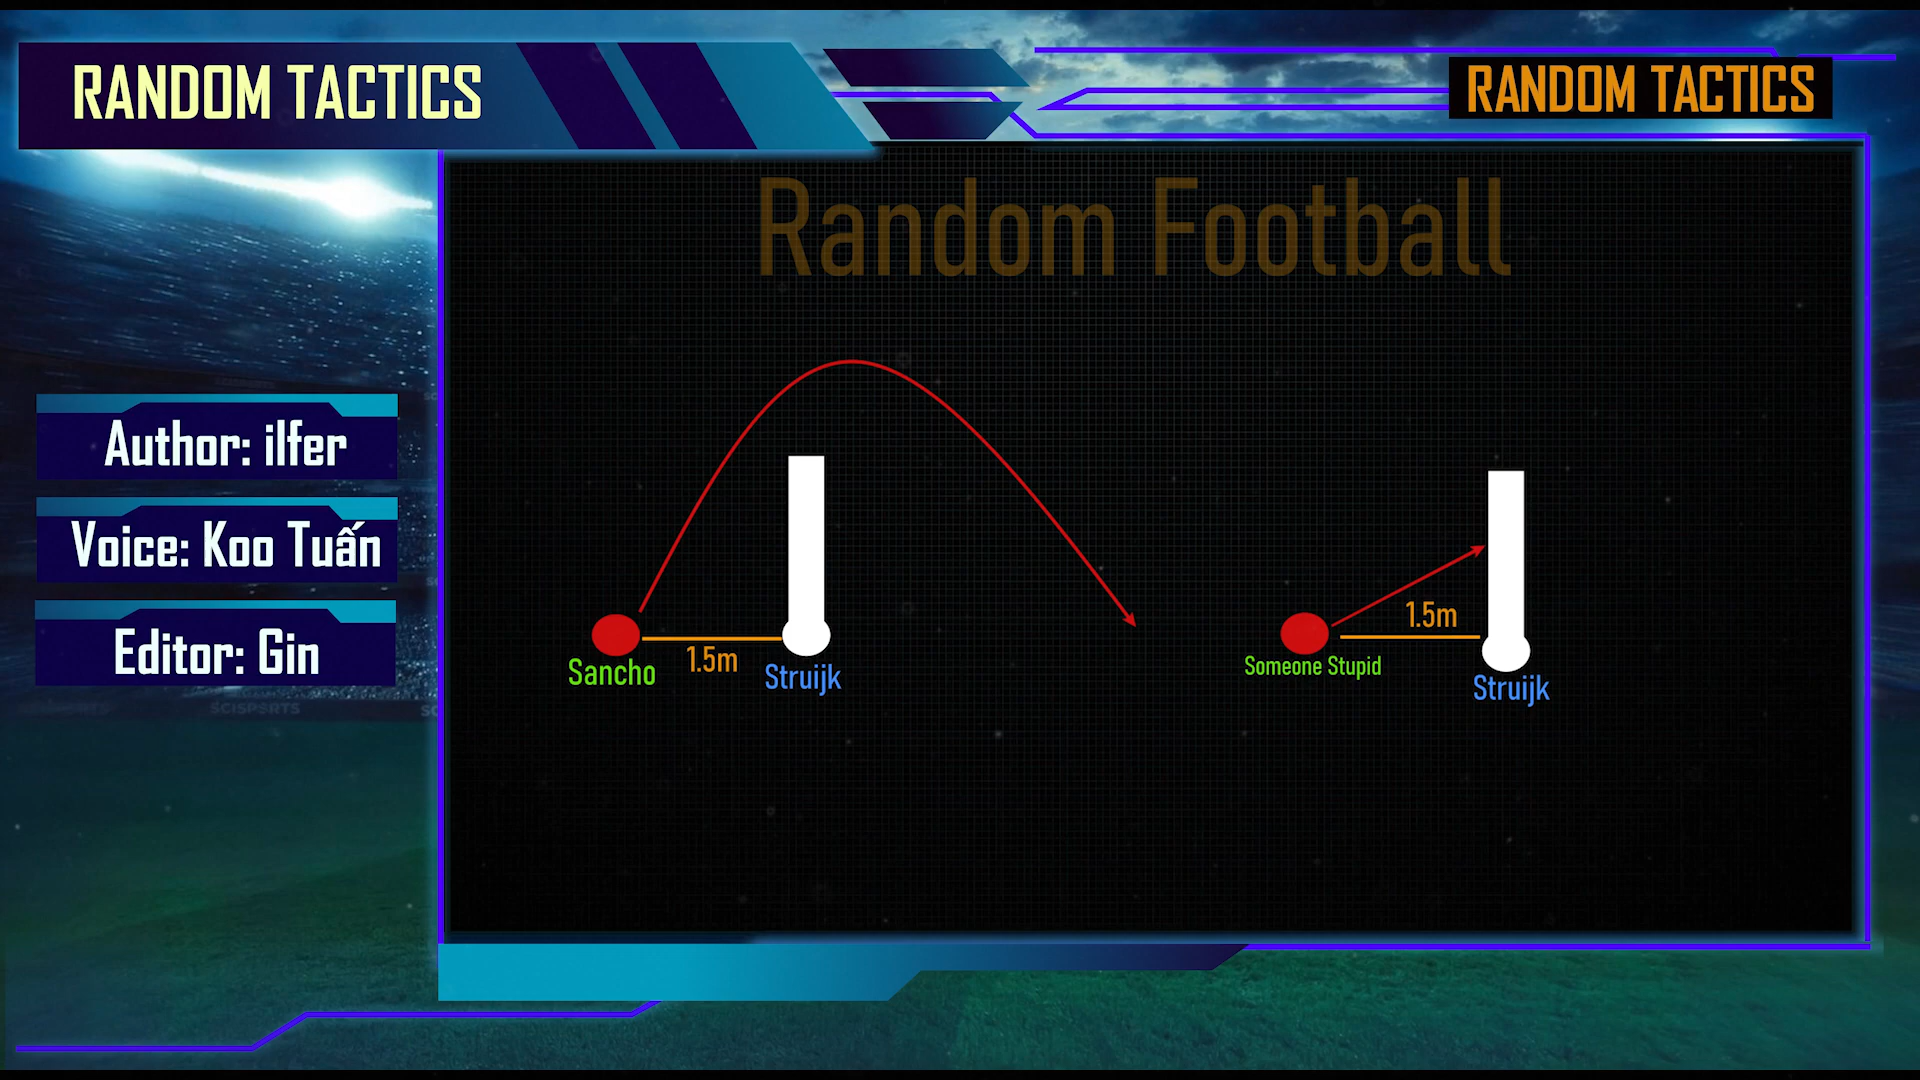 RANDOM TACTICS
RANDOM TACTICS
Random Football
Author: ilfer
Voice: Koo Tuấn
Editor: Gin
1.5m
Sancho
1.5m
Struijk
Someone Stupid
Struijk
SCISPORTS